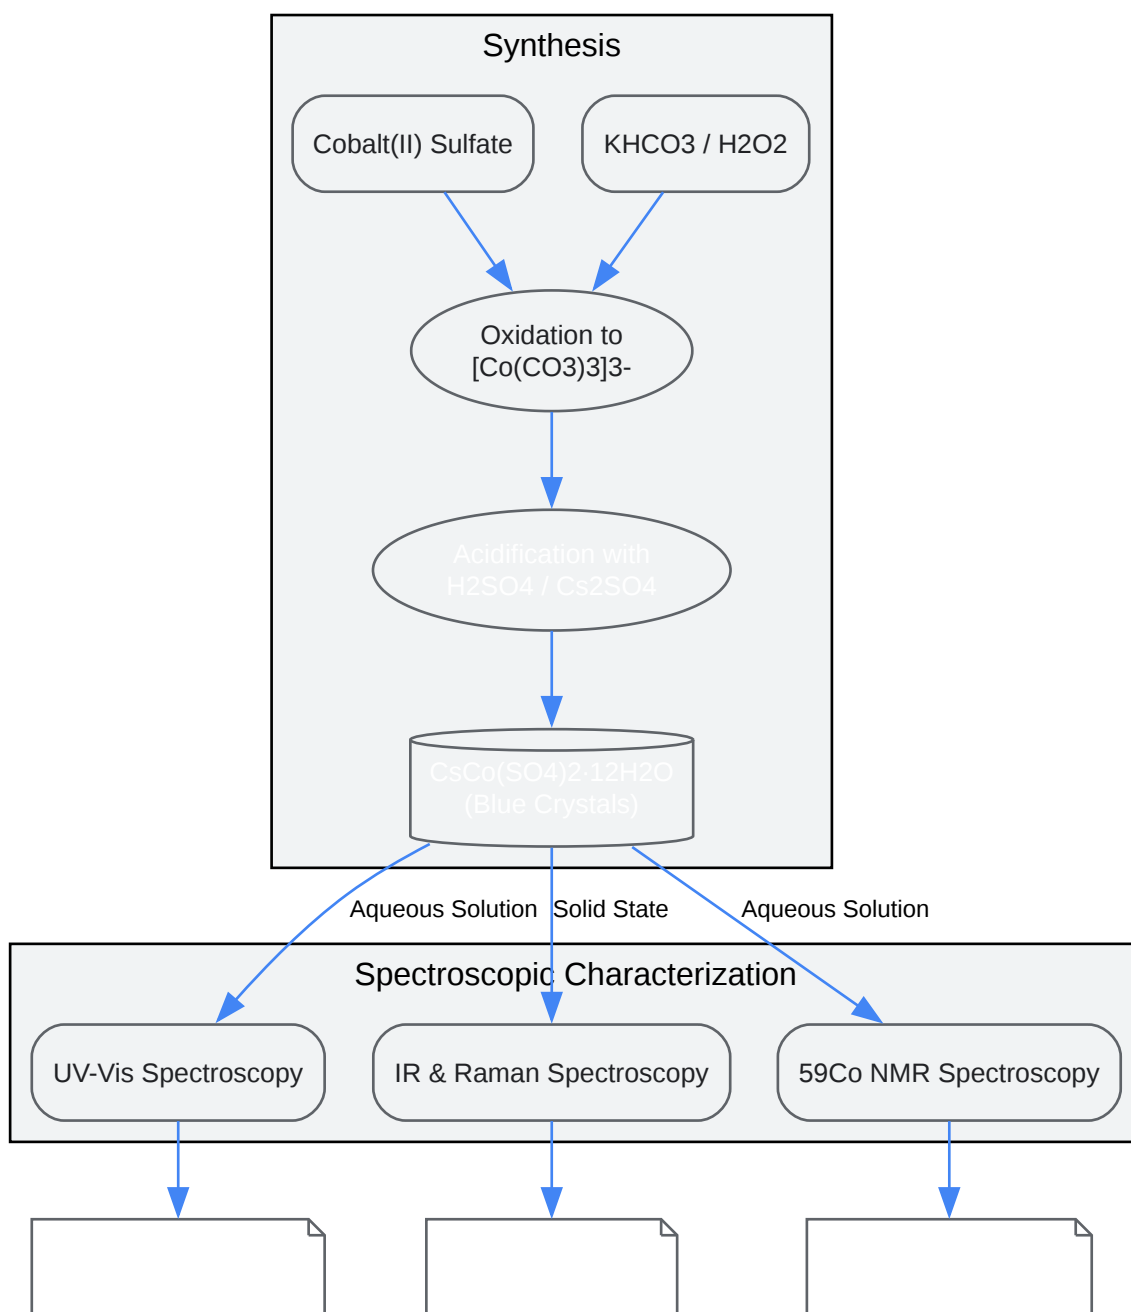 Synthesis
Cobalt(II) Sulfate
KHCO3 / H2O2
Oxidation to
[Co(CO3)3]3-
Acidification with
H2SO4 / Cs2SO4
CsCo(SO4)2·12H2O
(Blue Crystals)
Aqueous Solution
Solid State
Aqueous Solution
Spectroscopic Characterization
UV-Vis Spectroscopy
IR & Raman Spectroscopy
59Co NMR Spectroscopy